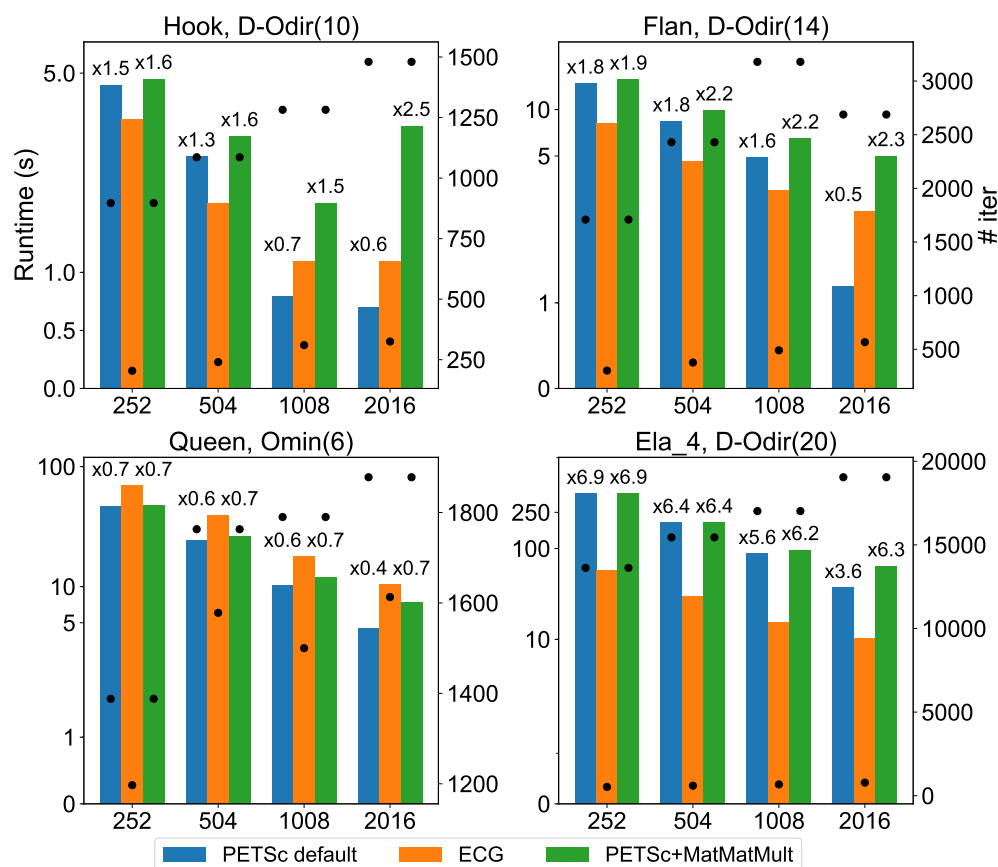 Hook, D-Odir(10)
Flan, D-Odir(14)
Runtime (s)
5.0
1.0
0.5
0.0
x1.5 x1.6
x1.3 x1.6
x0.7 x1.5
x0.6 x2.5
1500
1250
1000
750
500
250
252 504 1008 2016
10
5
1
0
x1.8 x1.9
x1.8 x2.2
x1.6 x2.2
x0.5 x2.3
3000
2500
2000
1500
1000
500
# iter
252 504 1008 2016
Queen, Omin(6)
Ela_4, D-Odir(20)
100
10
5
1
0
x0.7 x0.7
x0.6 x0.7
x0.6 x0.7
x0.4 x0.7
1800
1600
1400
1200
252 504 1008 2016
250
100
10
0
x6.9 x6.9
x6.4 x6.4
x5.6 x6.2
x3.6 x6.3
20000
15000
10000
5000
0
252 504 1008 2016
PETSc default ECG PETSc+MatMatMult